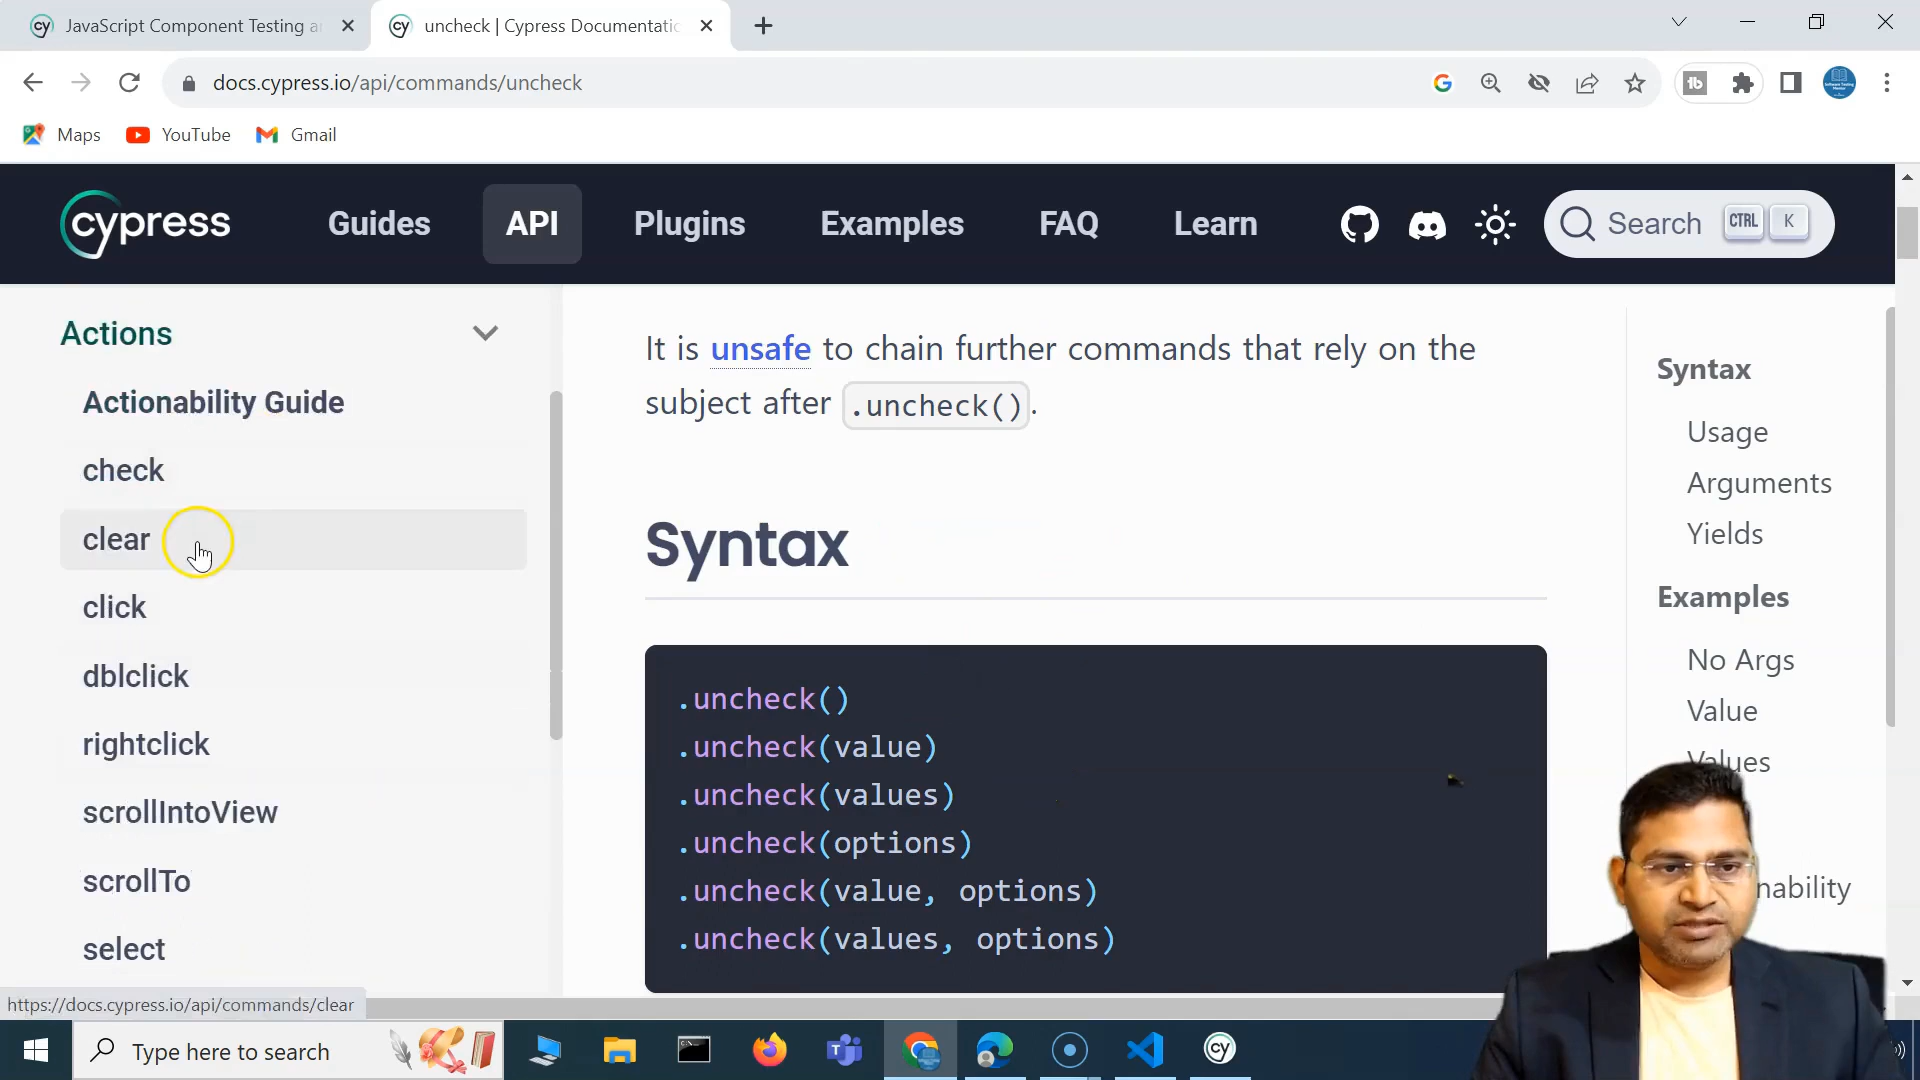 JavaScript Component Testing a
uncheck | Cypress Documentatic
docs.cypress.io/api/commands/uncheck
Maps
YouTube
Gmail
cypress
Guides
API
Plugins
Examples
FAQ
Learn
Search
CTRL
K
Actions
Actionability Guide
check
clear
click
dblclick
rightclick
scrollIntoView
scrollTo
select
It is unsafe to chain further commands that rely on the
subject after .uncheck().
Syntax
.uncheck()
.uncheck(value)
.uncheck(values)
.uncheck(options)
.uncheck(value, options)
.uncheck(values, options)
Syntax
Usage
Arguments
Yields
Examples
No Args
Value
Values
nability
https://docs.cypress.io/api/commands/clear
Type here to search